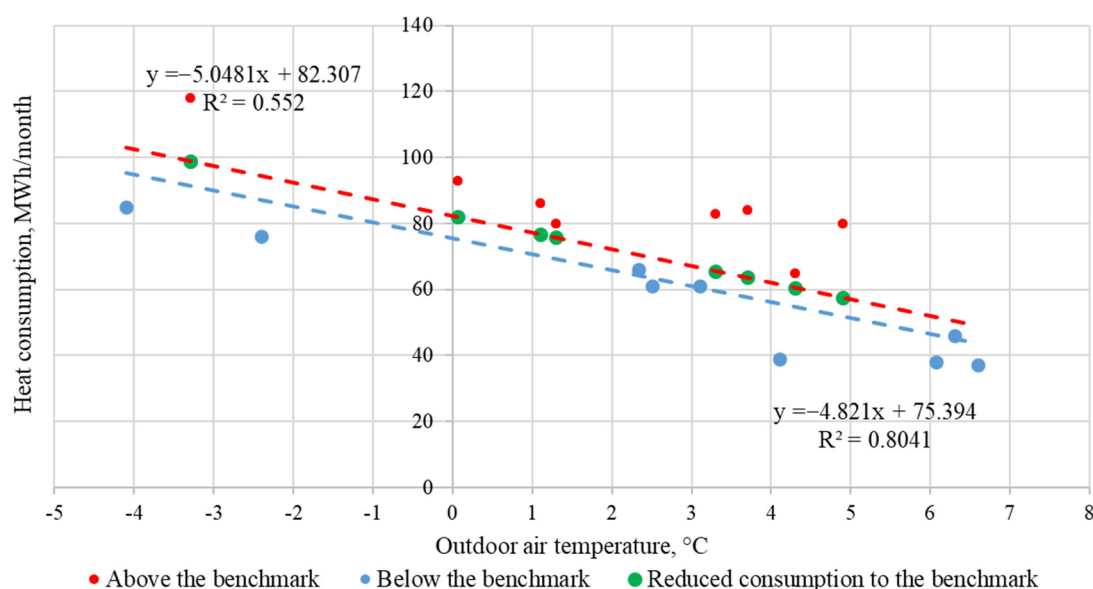 140
120
100
80
60
40
20
0
Heat consumption, MWh/month
y =−5.0481x + 82.307
R² = 0.552
y =−4.821x + 75.394
R² = 0.8041
-5 -4 -3 -2 -1 0 1 2 3 4 5 6 7 8
Outdoor air temperature, °C
Above the benchmark Below the benchmark Reduced consumption to the benchmark